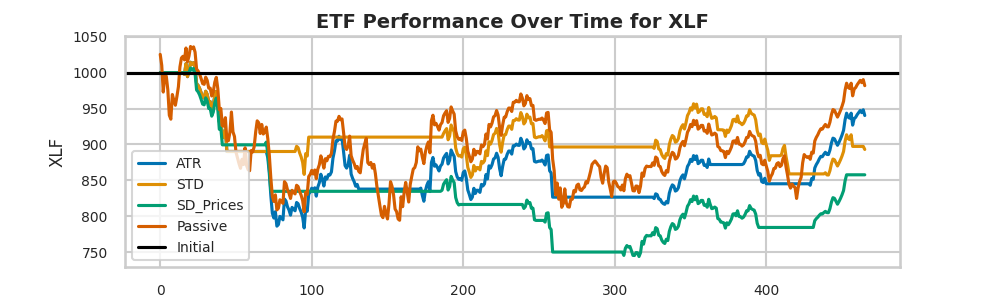 ETF Performance Over Time for XLF
XLF
1050
1000
950
900
850
800
750
ATR
STD
SD_Prices
Passive
Initial
0 100 200 300 400